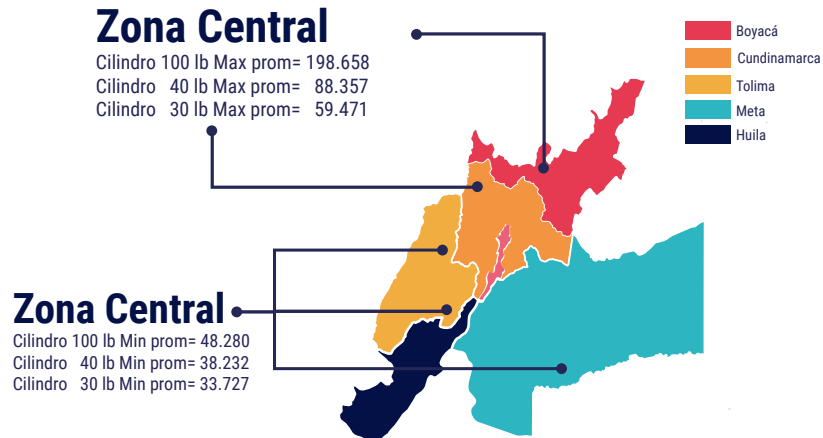 Zona Central
Cilindro 100 lb Max prom= 198.658
Cilindro 40 lb Max prom= 88.357
Cilindro 30 lb Max prom= 59.471
Boyacá
Cundinamarca
Tolima
Meta
Huila
Zona Central
Cilindro 100 lb Min prom= 48.280
Cilindro 40 lb Min prom= 38.232
Cilindro 30 lb Min prom= 33.727